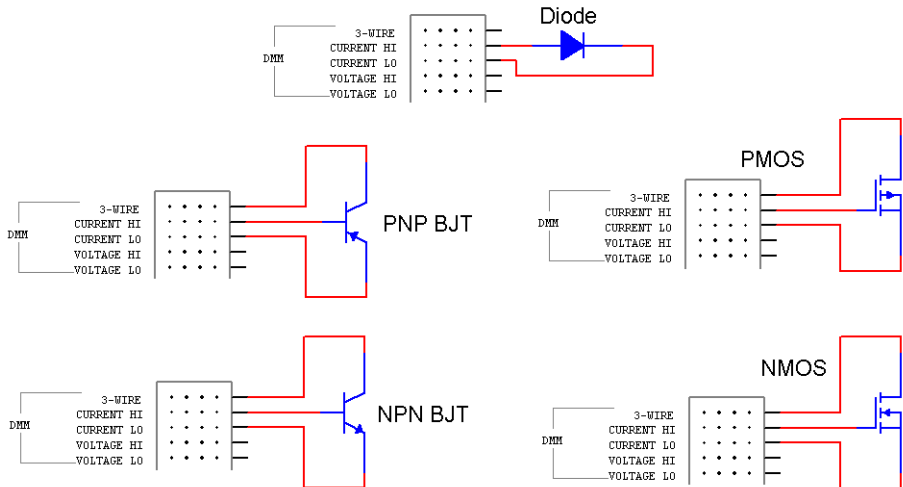 Diode
3-WIRE
CURRENT HI
DMM
CURRENT LO
VOLTAGE HI
VOLTAGE LO
PNP BJT
3-WIRE
CURRENT HI
DMM
CURRENT LO
VOLTAGE HI
VOLTAGE LO
PMOS
3-WIRE
CURRENT HI
DMM
CURRENT LO
VOLTAGE HI
VOLTAGE LO
NPN BJT
3-WIRE
CURRENT HI
DMM
CURRENT LO
VOLTAGE HI
VOLTAGE LO
NMOS
3-WIRE
CURRENT HI
DMM
CURRENT LO
VOLTAGE HI
VOLTAGE LO